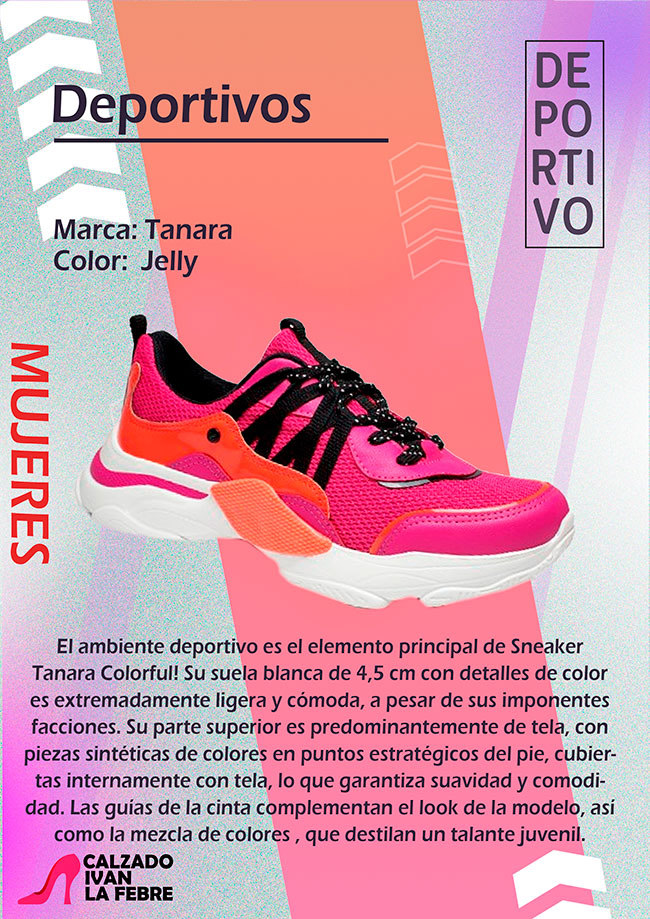 Deportivos
DE
PO
RTI
VO
Marca: Tanara
Color: Jelly
MUJERES
El ambiente deportivo es el elemento principal de Sneaker
Tanara Colorful! Su suela blanca de 4,5 cm con detalles de color
es extremadamente ligera y cómoda, a pesar de sus imponentes
facciones. Su parte superior es predominantemente de tela, con
piezas sintéticas de colores en puntos estratégicos del pie, cubier-
tas internamente con tela, lo que garantiza suavidad y comodi-
dad. Las guías de la cinta complementan el look de la modelo, así
como la mezcla de colores , que destilan un talante juvenil.
CALZADO
IVAN
LA FEBRE